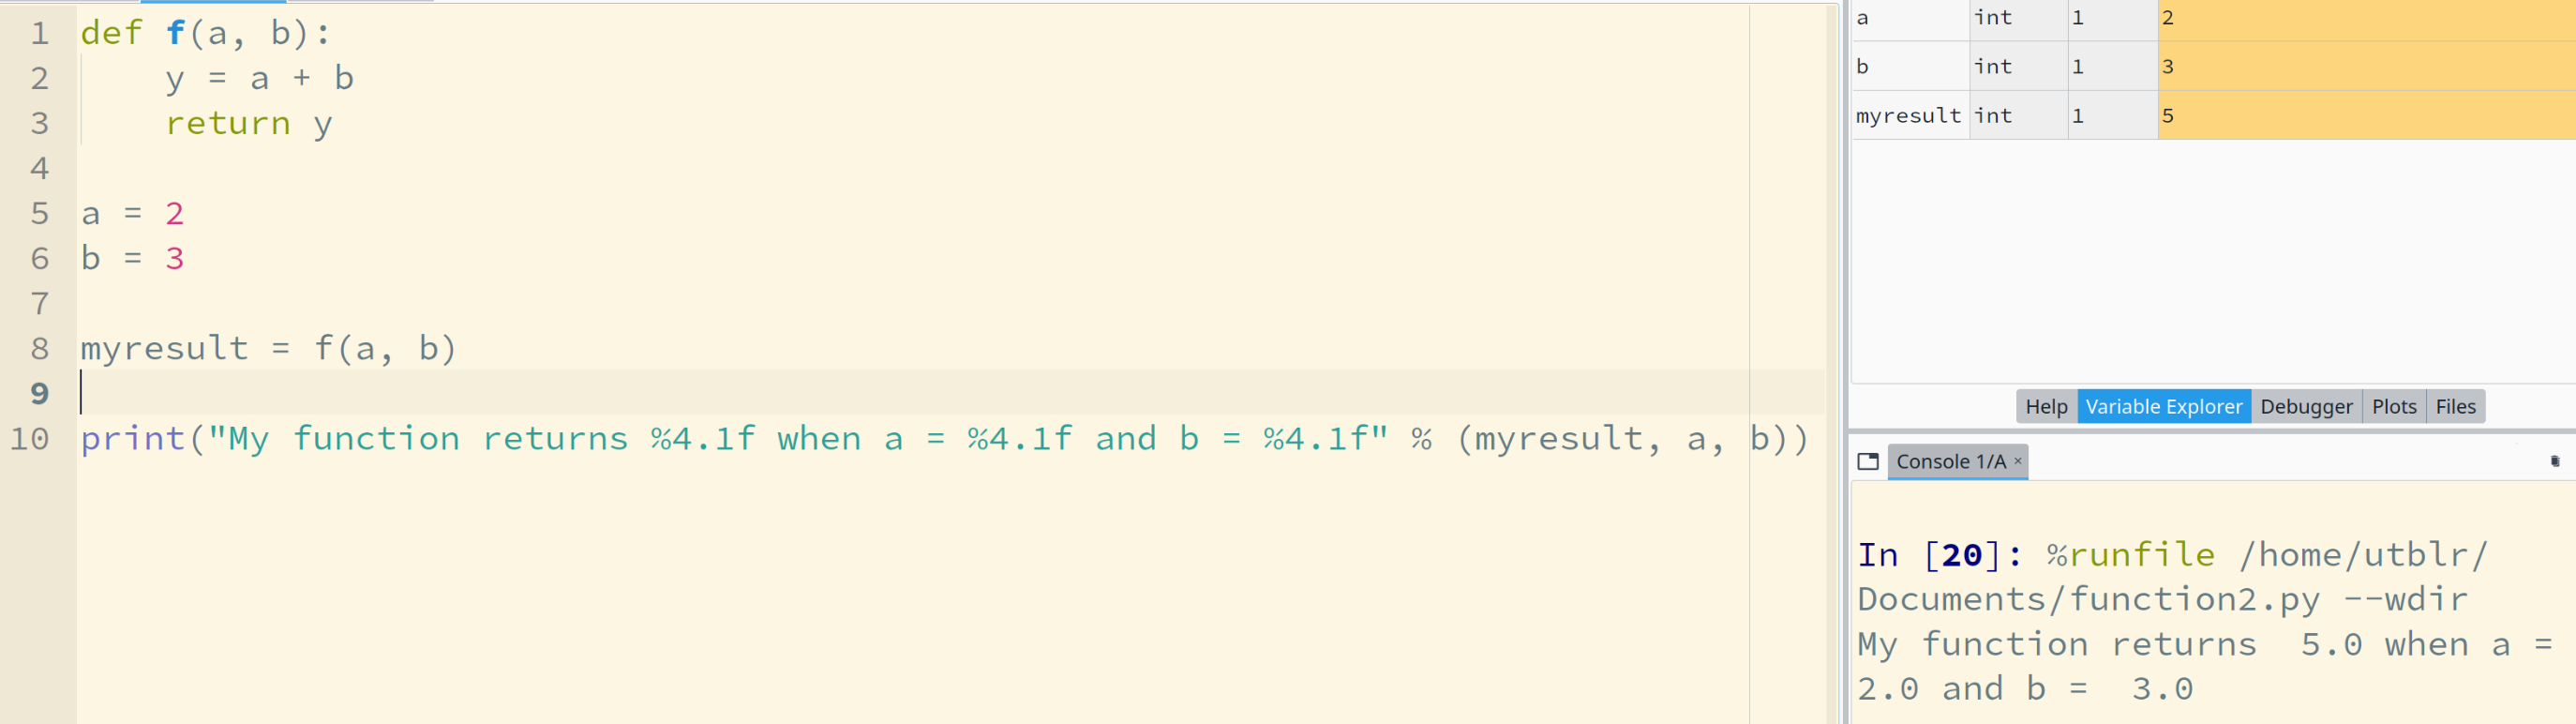 1 def f(a, b):
2     y = a + b
3     return y
4
5 a = 2
6 b = 3
7
8 myresult = f(a, b)
9
10 print("My function returns %4.1f when a = %4.1f and b = %4.1f" % (myresult, a, b))
a int 1 2
b int 1 3
myresult int 1 5
Help Variable Explorer Debugger Plots Files
Console 1/A ×
In [20]: %runfile /home/utblr/
Documents/function2.py --wdir
My function returns  5.0 when a =
2.0 and b =  3.0